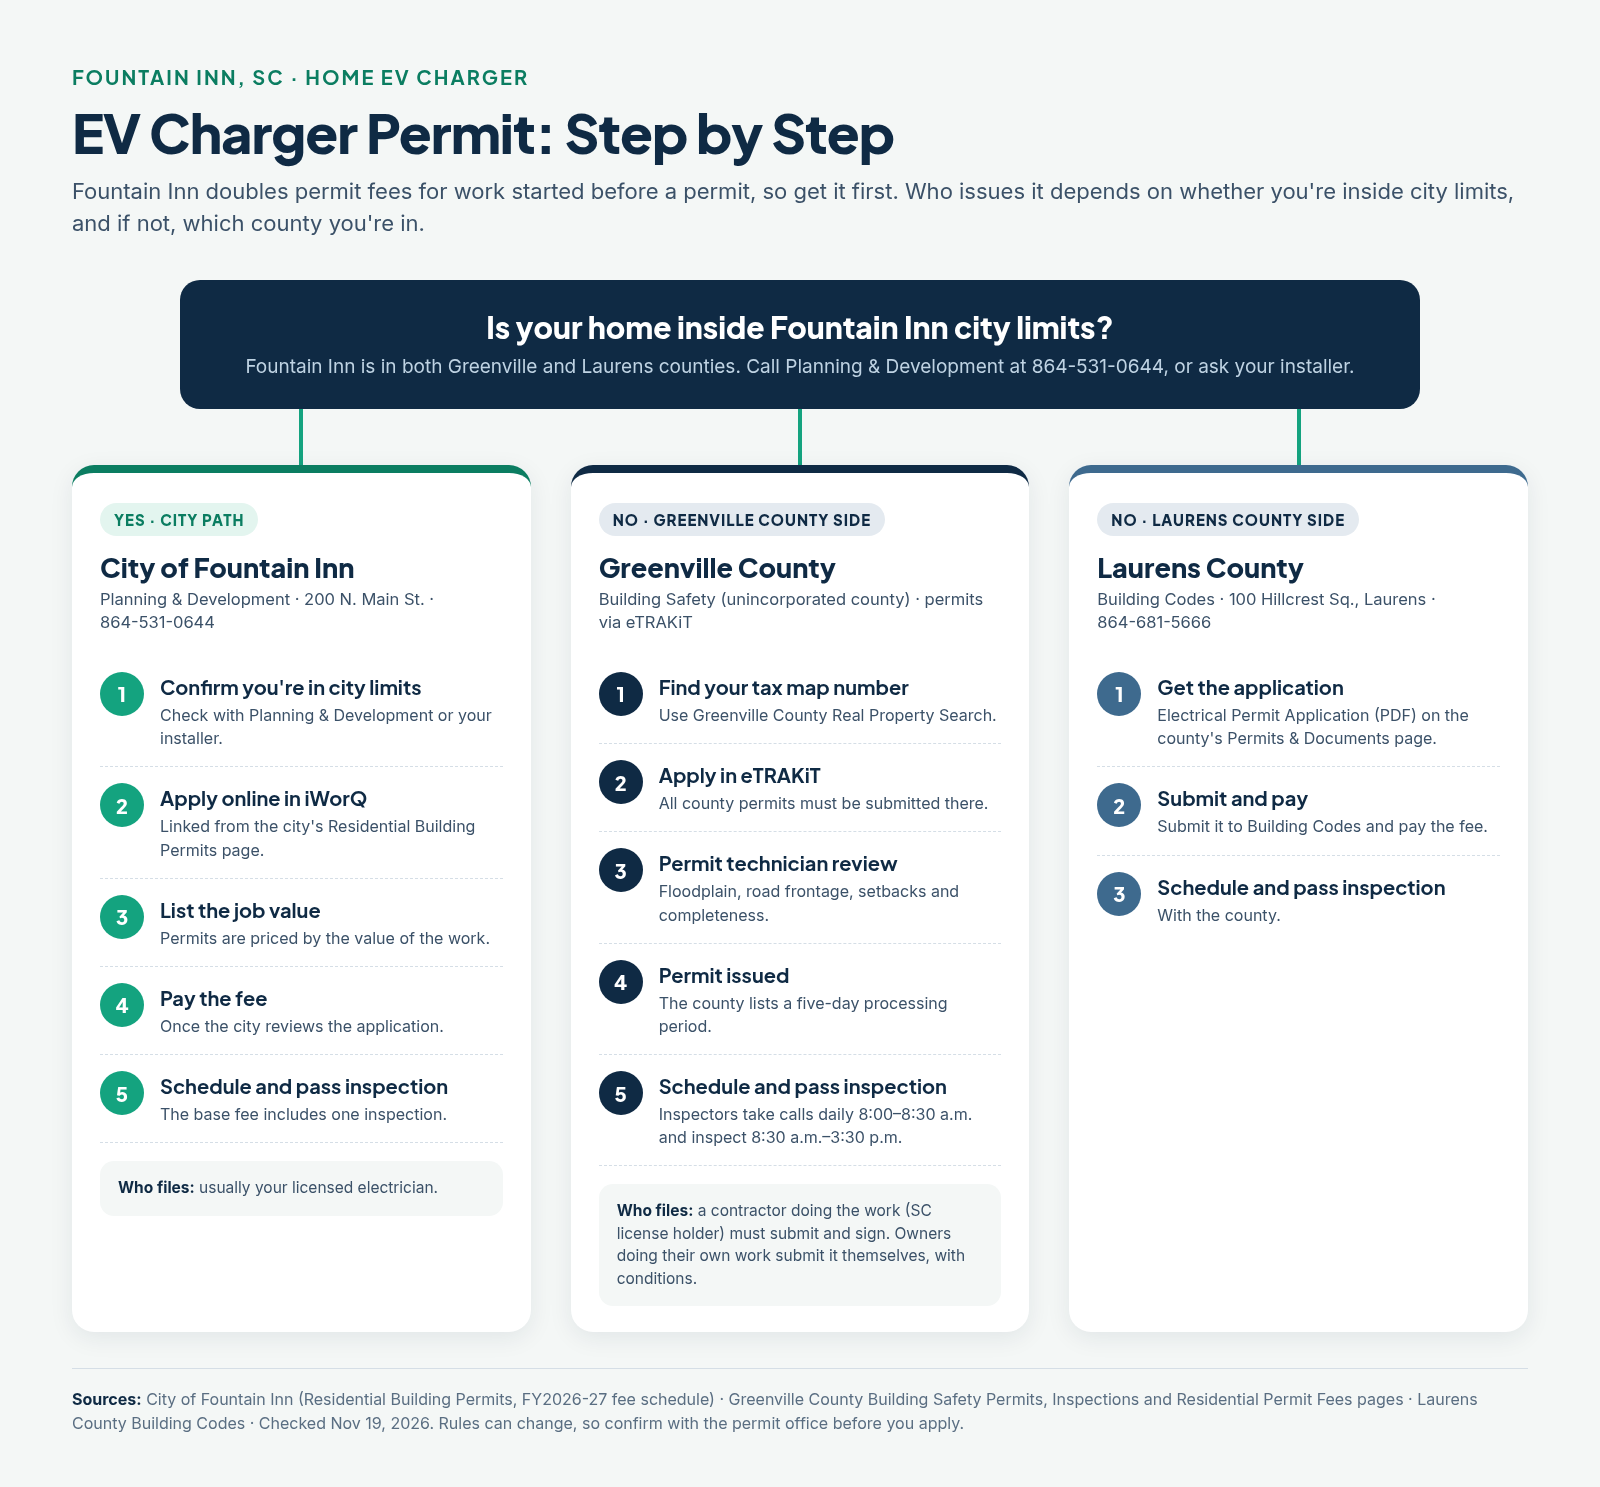 FOUNTAIN INN, SC · HOME EV CHARGER
EV Charger Permit: Step by Step
Fountain Inn doubles permit fees for work started before a permit, so get it first. Who issues it depends on whether you're inside city limits,
and if not, which county you're in.
Is your home inside Fountain Inn city limits?
Fountain Inn is in both Greenville and Laurens counties. Call Planning & Development at 864-531-0644, or ask your installer.
YES · CITY PATH
City of Fountain Inn
Planning & Development · 200 N. Main St. ·
864-531-0644
1
Confirm you're in city limits
Check with Planning & Development or your
installer.
2
Apply online in iWorQ
Linked from the city's Residential Building
Permits page.
3
List the job value
Permits are priced by the value of the work.
4
Pay the fee
Once the city reviews the application.
5
Schedule and pass inspection
The base fee includes one inspection.
Who files: usually your licensed electrician.
NO · GREENVILLE COUNTY SIDE
Greenville County
Building Safety (unincorporated county) · permits
via eTRAKiT
1
Find your tax map number
Use Greenville County Real Property Search.
2
Apply in eTRAKiT
All county permits must be submitted there.
3
Permit technician review
Floodplain, road frontage, setbacks and
completeness.
4
Permit issued
The county lists a five-day processing
period.
5
Schedule and pass inspection
Inspectors take calls daily 8:00–8:30 a.m.
and inspect 8:30 a.m.–3:30 p.m.
Who files: a contractor doing the work (SC
license holder) must submit and sign. Owners
doing their own work submit it themselves, with
conditions.
NO · LAURENS COUNTY SIDE
Laurens County
Building Codes · 100 Hillcrest Sq., Laurens ·
864-681-5666
1
Get the application
Electrical Permit Application (PDF) on the
county's Permits & Documents page.
2
Submit and pay
Submit it to Building Codes and pay the fee.
3
Schedule and pass inspection
With the county.
Sources: City of Fountain Inn (Residential Building Permits, FY2026-27 fee schedule) · Greenville County Building Safety Permits, Inspections and Residential Permit Fees pages · Laurens
County Building Codes · Checked Nov 19, 2026. Rules can change, so confirm with the permit office before you apply.